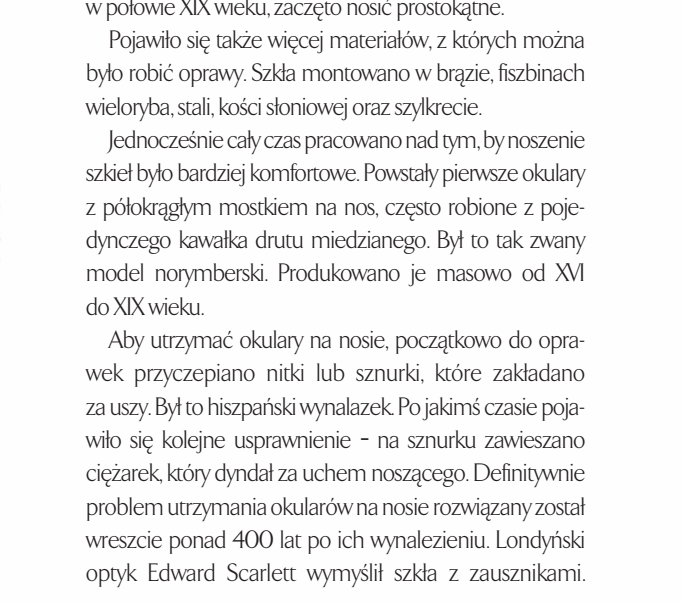 w połowie XIX wieku, zaczęto nosić prostokątne.
Pojawiło się także więcej materiałów, z których można
było robić oprawy. Szkła montowano w brązie, fiszbinach
wieloryba, stali, kości słoniowej oraz szylkrecie.
Jednocześnie cały czas pracowano nad tym, by noszenie
szkieł było bardziej komfortowe. Powstały pierwsze okulary
z półokrągłym mostkiem na nos, często robione z poje-
dynczego kawałka drutu miedzianego. Był to tak zwany
model norymberski. Produkowano je masowo od XVI
do XIX wieku.
Aby utrzymać okulary na nosie, początkowo do opra-
wek przyczepiano nitki lub sznurki, które zakładano
za uszy. Był to hiszpański wynalazek. Po jakimś czasie poja-
wiło się kolejne usprawnienie – na sznurku zawieszano
ciężarek, który dyndał za uchem noszącego. Definitywnie
problem utrzymania okularów na nosie rozwiązany został
wreszcie ponad 400 lat po ich wynalezieniu. Londyński
optyk Edward Scarlett wymyślił szkła z zausznikami.